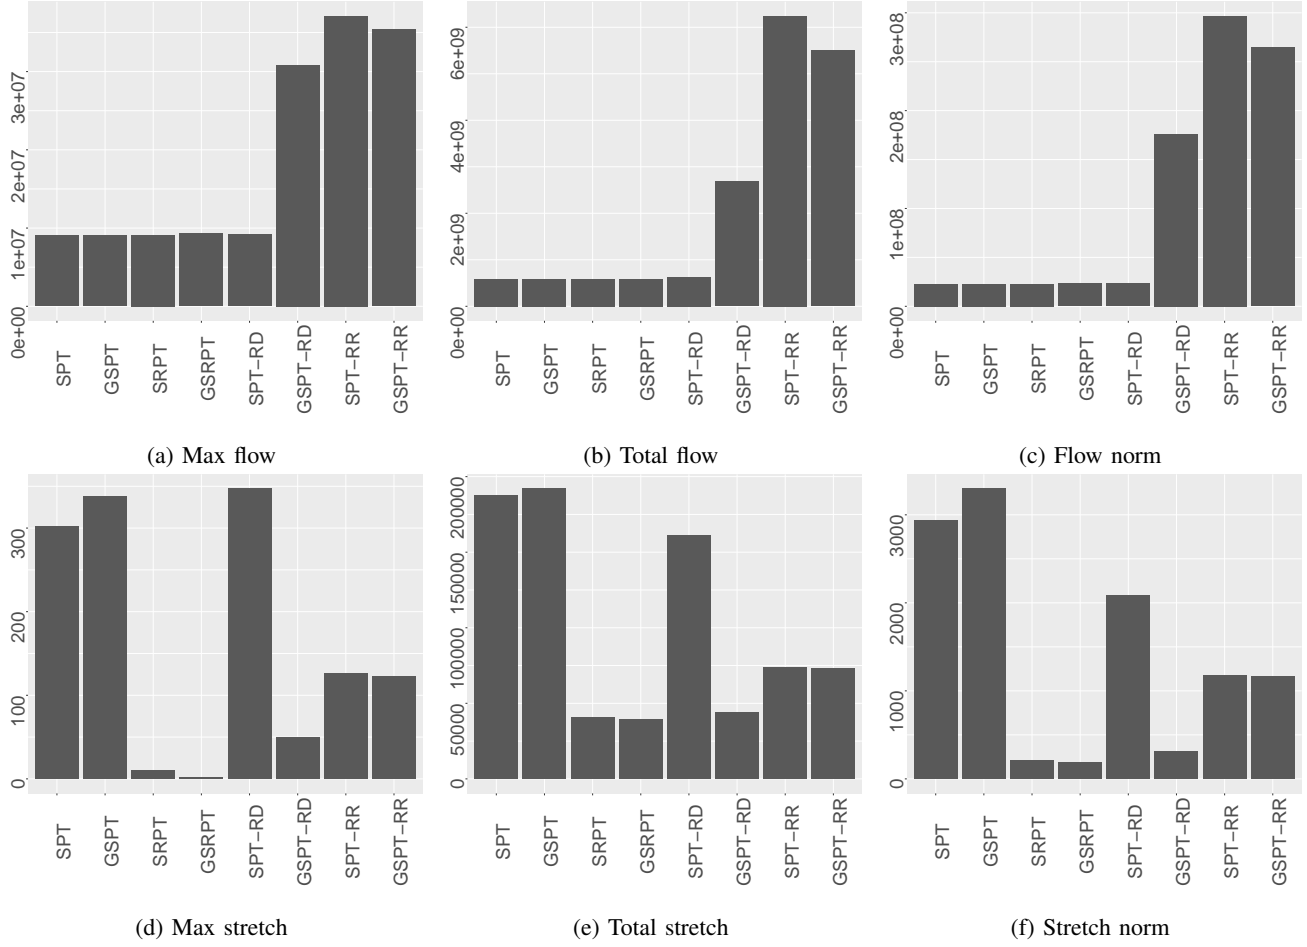 0e+00 1e+07 2e+07 3e+07
SPT GSPT SRPT GSRPT SPT−RD GSPT−RD SPT−RR GSPT−RR
(a) Max flow
0e+00 2e+09 4e+09 6e+09
SPT GSPT SRPT GSRPT SPT−RD GSPT−RD SPT−RR GSPT−RR
(b) Total flow
0e+00 1e+08 2e+08 3e+08
SPT GSPT SRPT GSRPT SPT−RD GSPT−RD SPT−RR GSPT−RR
(c) Flow norm
0 100 200 300
SPT GSPT SRPT GSRPT SPT−RD GSPT−RD SPT−RR GSPT−RR
(d) Max stretch
0 50000 100000 150000 200000
SPT GSPT SRPT GSRPT SPT−RD GSPT−RD SPT−RR GSPT−RR
(e) Total stretch
0 1000 2000 3000
SPT GSPT SRPT GSRPT SPT−RD GSPT−RD SPT−RR GSPT−RR
(f) Stretch norm